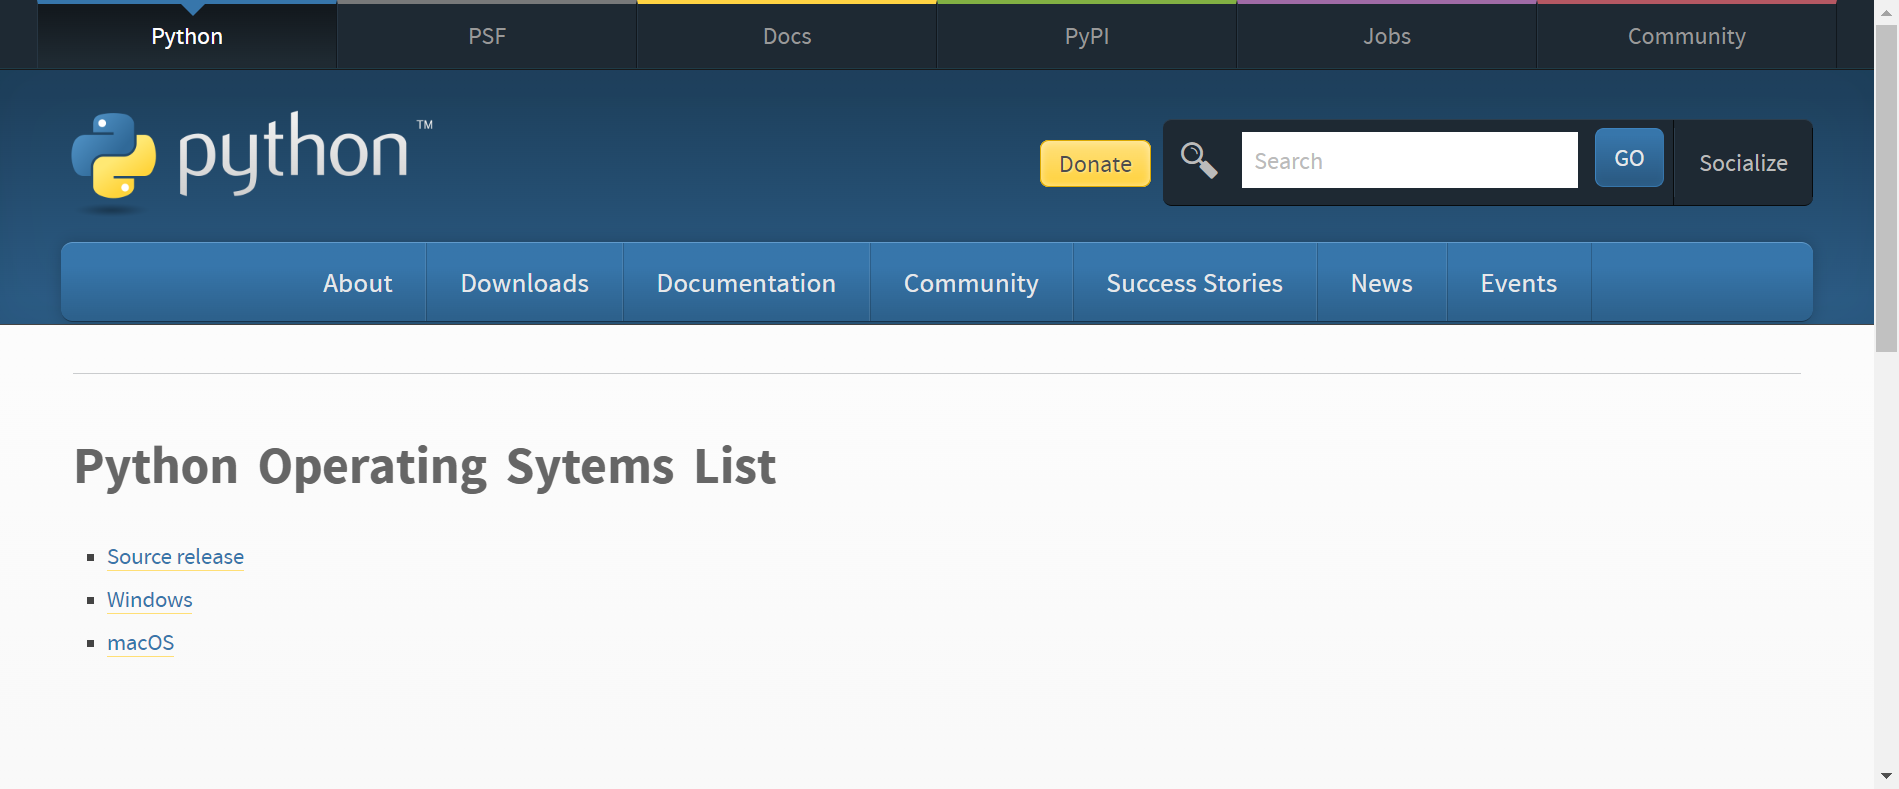 Python PSF Docs PyPI Jobs Community
python™
Donate Search GO Socialize
About Downloads Documentation Community Success Stories News Events
Python Operating Sytems List
Source release
Windows
macOS